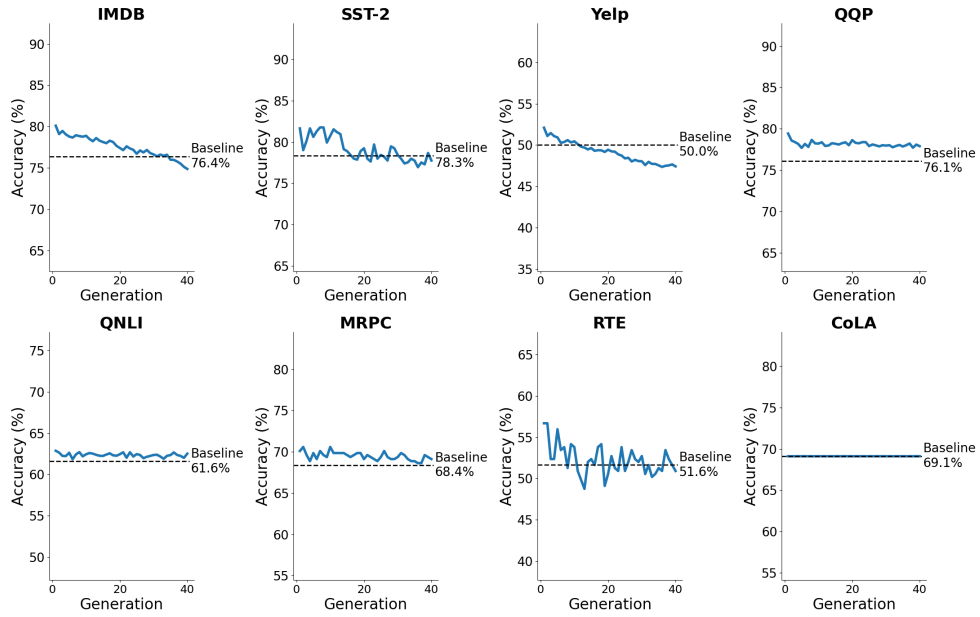 IMDB
90
85
80
75
70
65
Accuracy (%)
Baseline
76.4%
0 20 40
Generation
SST-2
90
85
80
75
70
65
Accuracy (%)
Baseline
78.3%
0 20 40
Generation
Yelp
60
55
50
45
40
35
Accuracy (%)
Baseline
50.0%
0 20 40
Generation
QQP
90
85
80
75
70
65
Accuracy (%)
Baseline
76.1%
0 20 40
Generation
QNLI
75
70
65
60
55
50
Accuracy (%)
Baseline
61.6%
0 20 40
Generation
MRPC
80
75
70
65
60
55
Accuracy (%)
Baseline
68.4%
0 20 40
Generation
RTE
65
60
55
50
45
40
Accuracy (%)
Baseline
51.6%
0 20 40
Generation
CoLA
80
75
70
65
60
55
Accuracy (%)
Baseline
69.1%
0 20 40
Generation